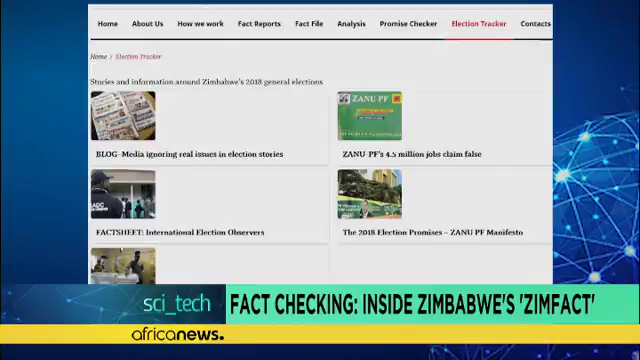 Home About Us How we work Fact Reports Fact File Analysis Promise Checker Election Tracker Contacts
Home / Election Tracker
Stories and information around Zimbabwe's 2018 general elections
ZANU PF
BLOG-Media ignoring real issues in election stories
ZANU-PF's 4.5 million jobs claim false
FACTSHEET: International Election Observers
The 2018 Election Promises – ZANU PF Manifesto
sci_tech
FACT CHECKING: INSIDE ZIMBABWE'S 'ZIMFACT'
africanews.